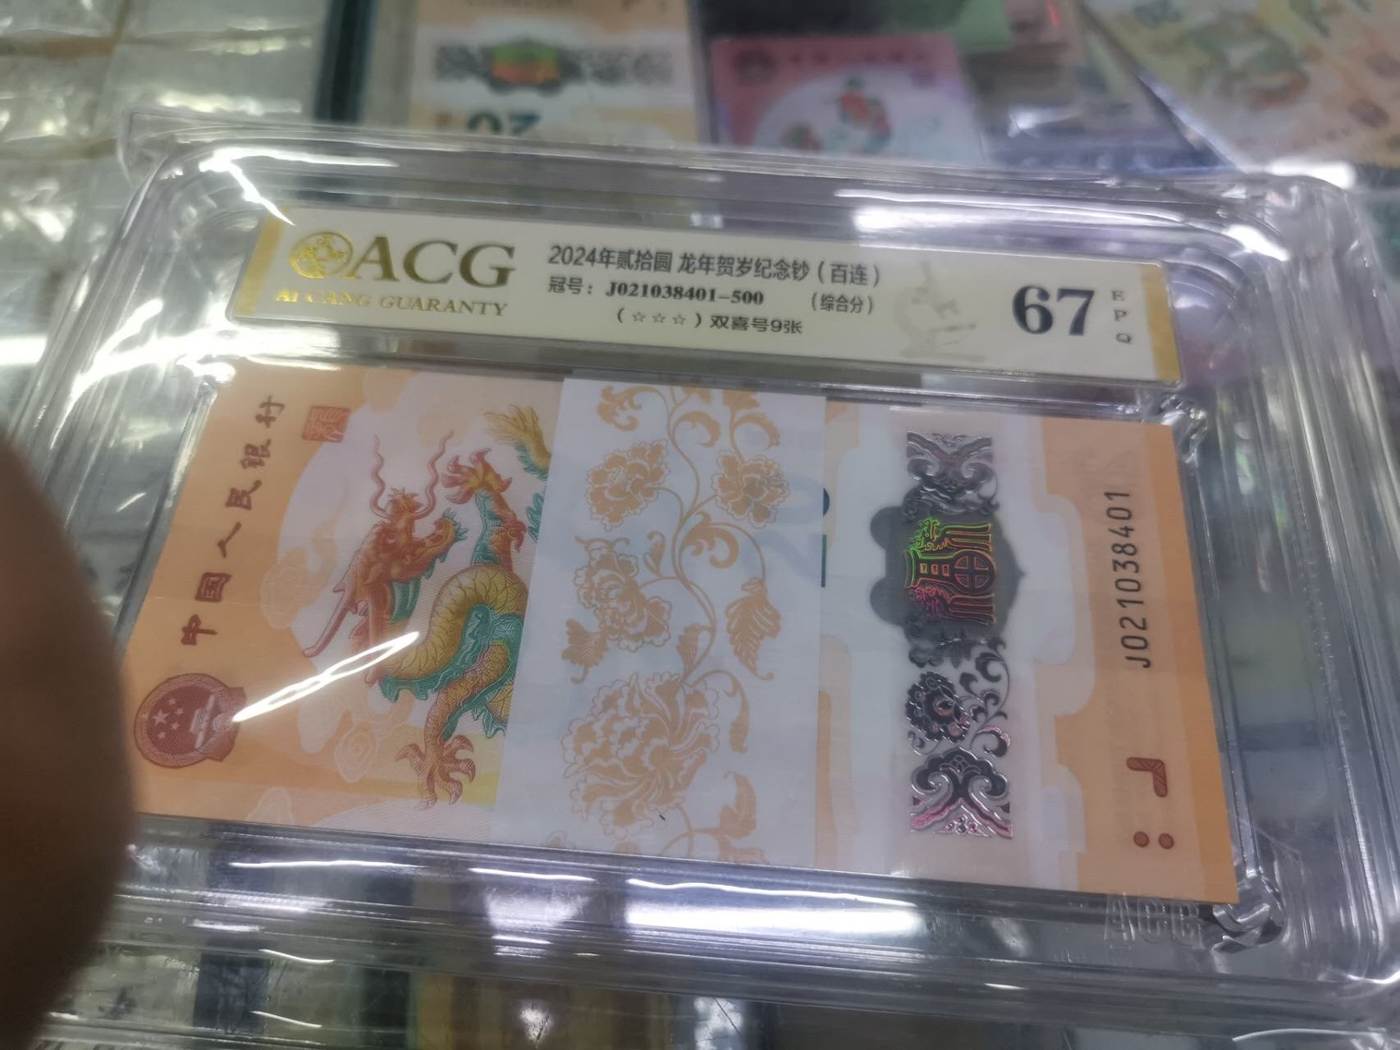 20
ACG
AI CANG GUARANTY
2024年贰拾圆 龙年贺岁纪念钞（百连）
冠号：J021038401-500 （综合分）
（☆☆☆）双喜号9张
67
EPQ
中国人民银行
福
J021038401